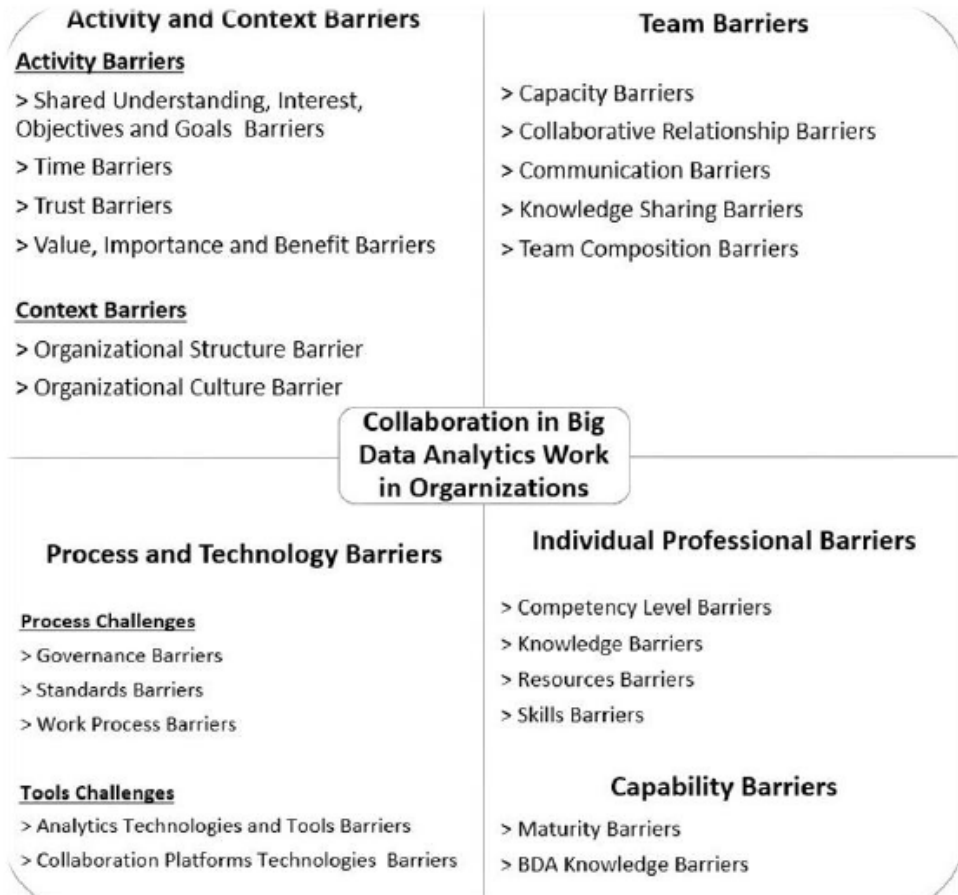 Activity and Context Barriers
Activity Barriers
> Shared Understanding, Interest,
Objectives and Goals Barriers
> Time Barriers
> Trust Barriers
> Value, Importance and Benefit Barriers
Context Barriers
> Organizational Structure Barrier
> Organizational Culture Barrier
Team Barriers
> Capacity Barriers
> Collaborative Relationship Barriers
> Communication Barriers
> Knowledge Sharing Barriers
> Team Composition Barriers
Collaboration in Big
Data Analytics Work
in Orgarnizations
Process and Technology Barriers
Process Challenges
> Governance Barriers
> Standards Barriers
> Work Process Barriers
Tools Challenges
> Analytics Technologies and Tools Barriers
> Collaboration Platforms Technologies Barriers
Individual Professional Barriers
> Competency Level Barriers
> Knowledge Barriers
> Resources Barriers
> Skills Barriers
Capability Barriers
> Maturity Barriers
> BDA Knowledge Barriers